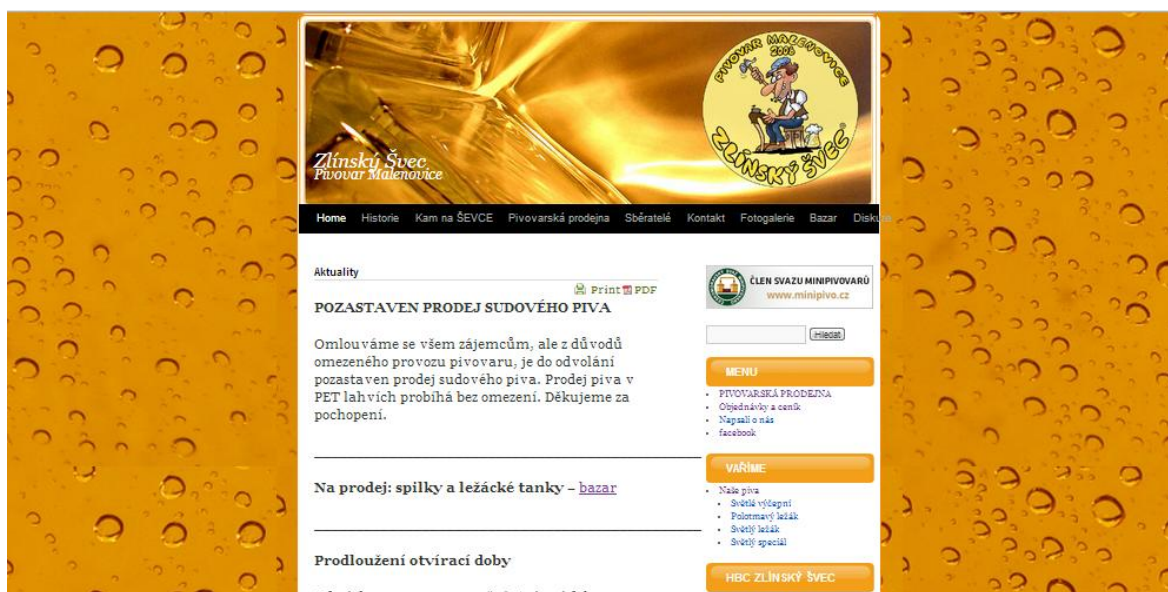 PIVOVAR MALENOVICE
2006
ZLÍNSKÝ ŠVEC
Zlínský Švec
Pivovar Malenovice
Home Historie Kam na ŠEVCE Pivovarská prodejna Sběratelé Kontakt Fotogalerie Bazar Diskuze
Aktuality
Print PDF
POZASTAVEN PRODEJ SUDOVÉHO PIVA
Omlouváme se všem zájemcům, ale z důvodů
omezeného provozu pivovaru, je do odvolání
pozastaven prodej sudového piva. Prodej piva v
PET lahvích probíhá bez omezení. Děkujeme za
pochopení.
Na prodej: spilky a ležácké tanky – bazar
Prodloužení otvírací doby
ČLEN SVAZU MINIPIVOVARŮ
www.minipivo.cz
Hledat
MENU
PIVOVARSKÁ PRODEJNA
Objednávky a ceník
Napsali o nás
facebook
VAŘÍME
Naše piva
Světlé výčepní
Polotmavý ležák
Světlý ležák
Světlý speciál
HBC ZLÍNSKÝ ŠVEC